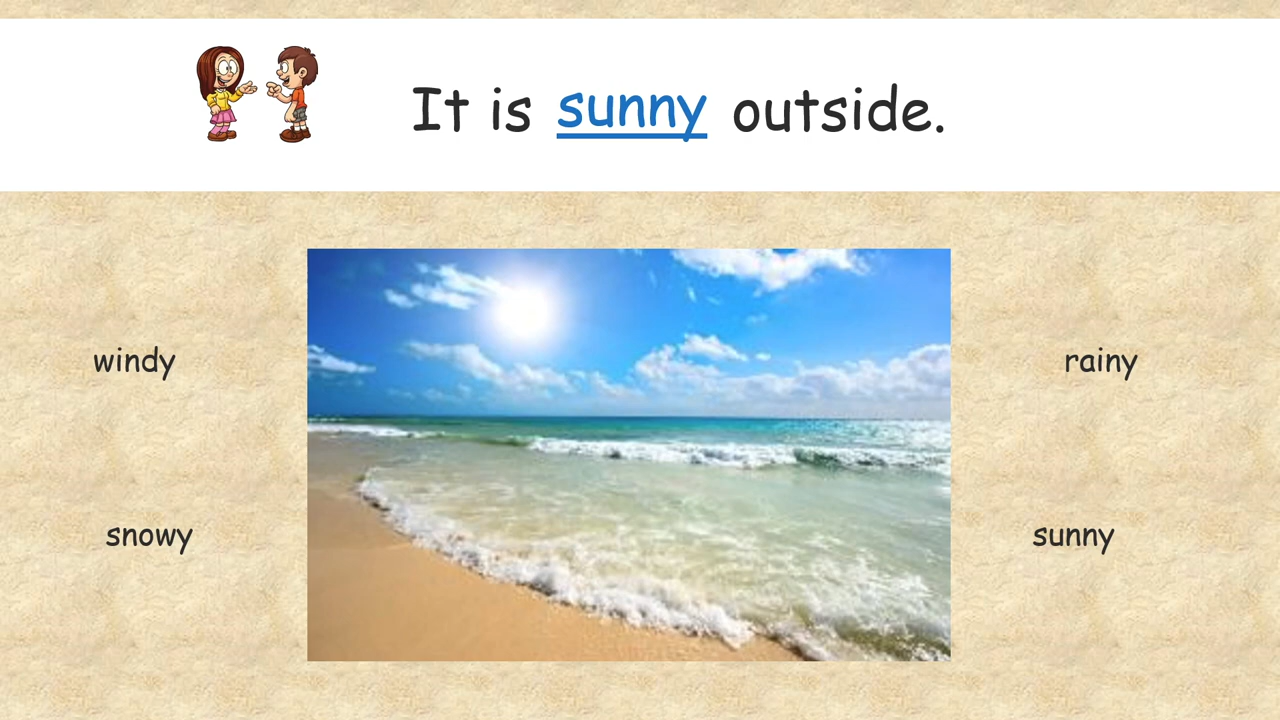 It is sunny outside.
windy
rainy
snowy
sunny